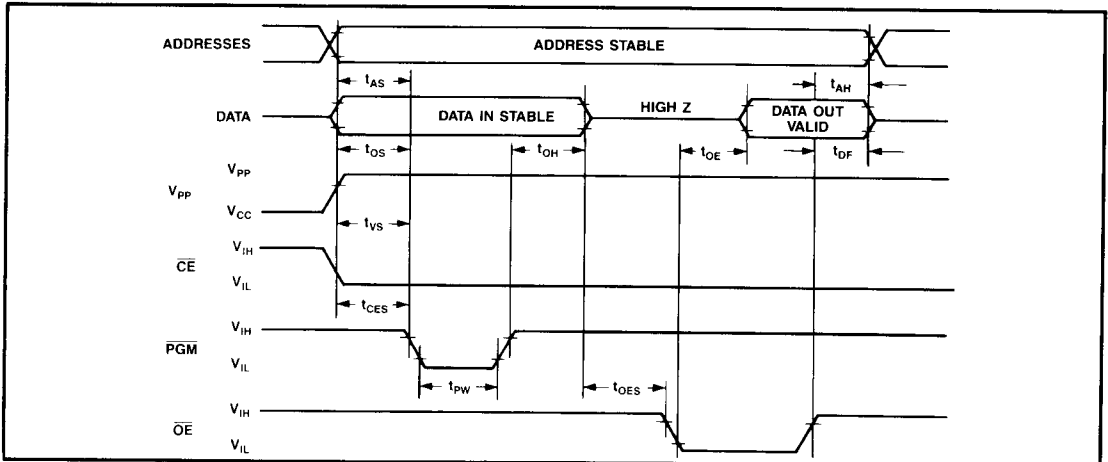 ADDRESSES
ADDRESS STABLE
tAS
tAH
DATA
DATA IN STABLE
HIGH Z
DATA OUT
VALID
tOS
tOH
tOE
tDF
VPP
VPP
VCC
tVS
CE
VIH
VIL
tCES
PGM
VIH
VIL
tPW
tOES
OE
VIH
VIL